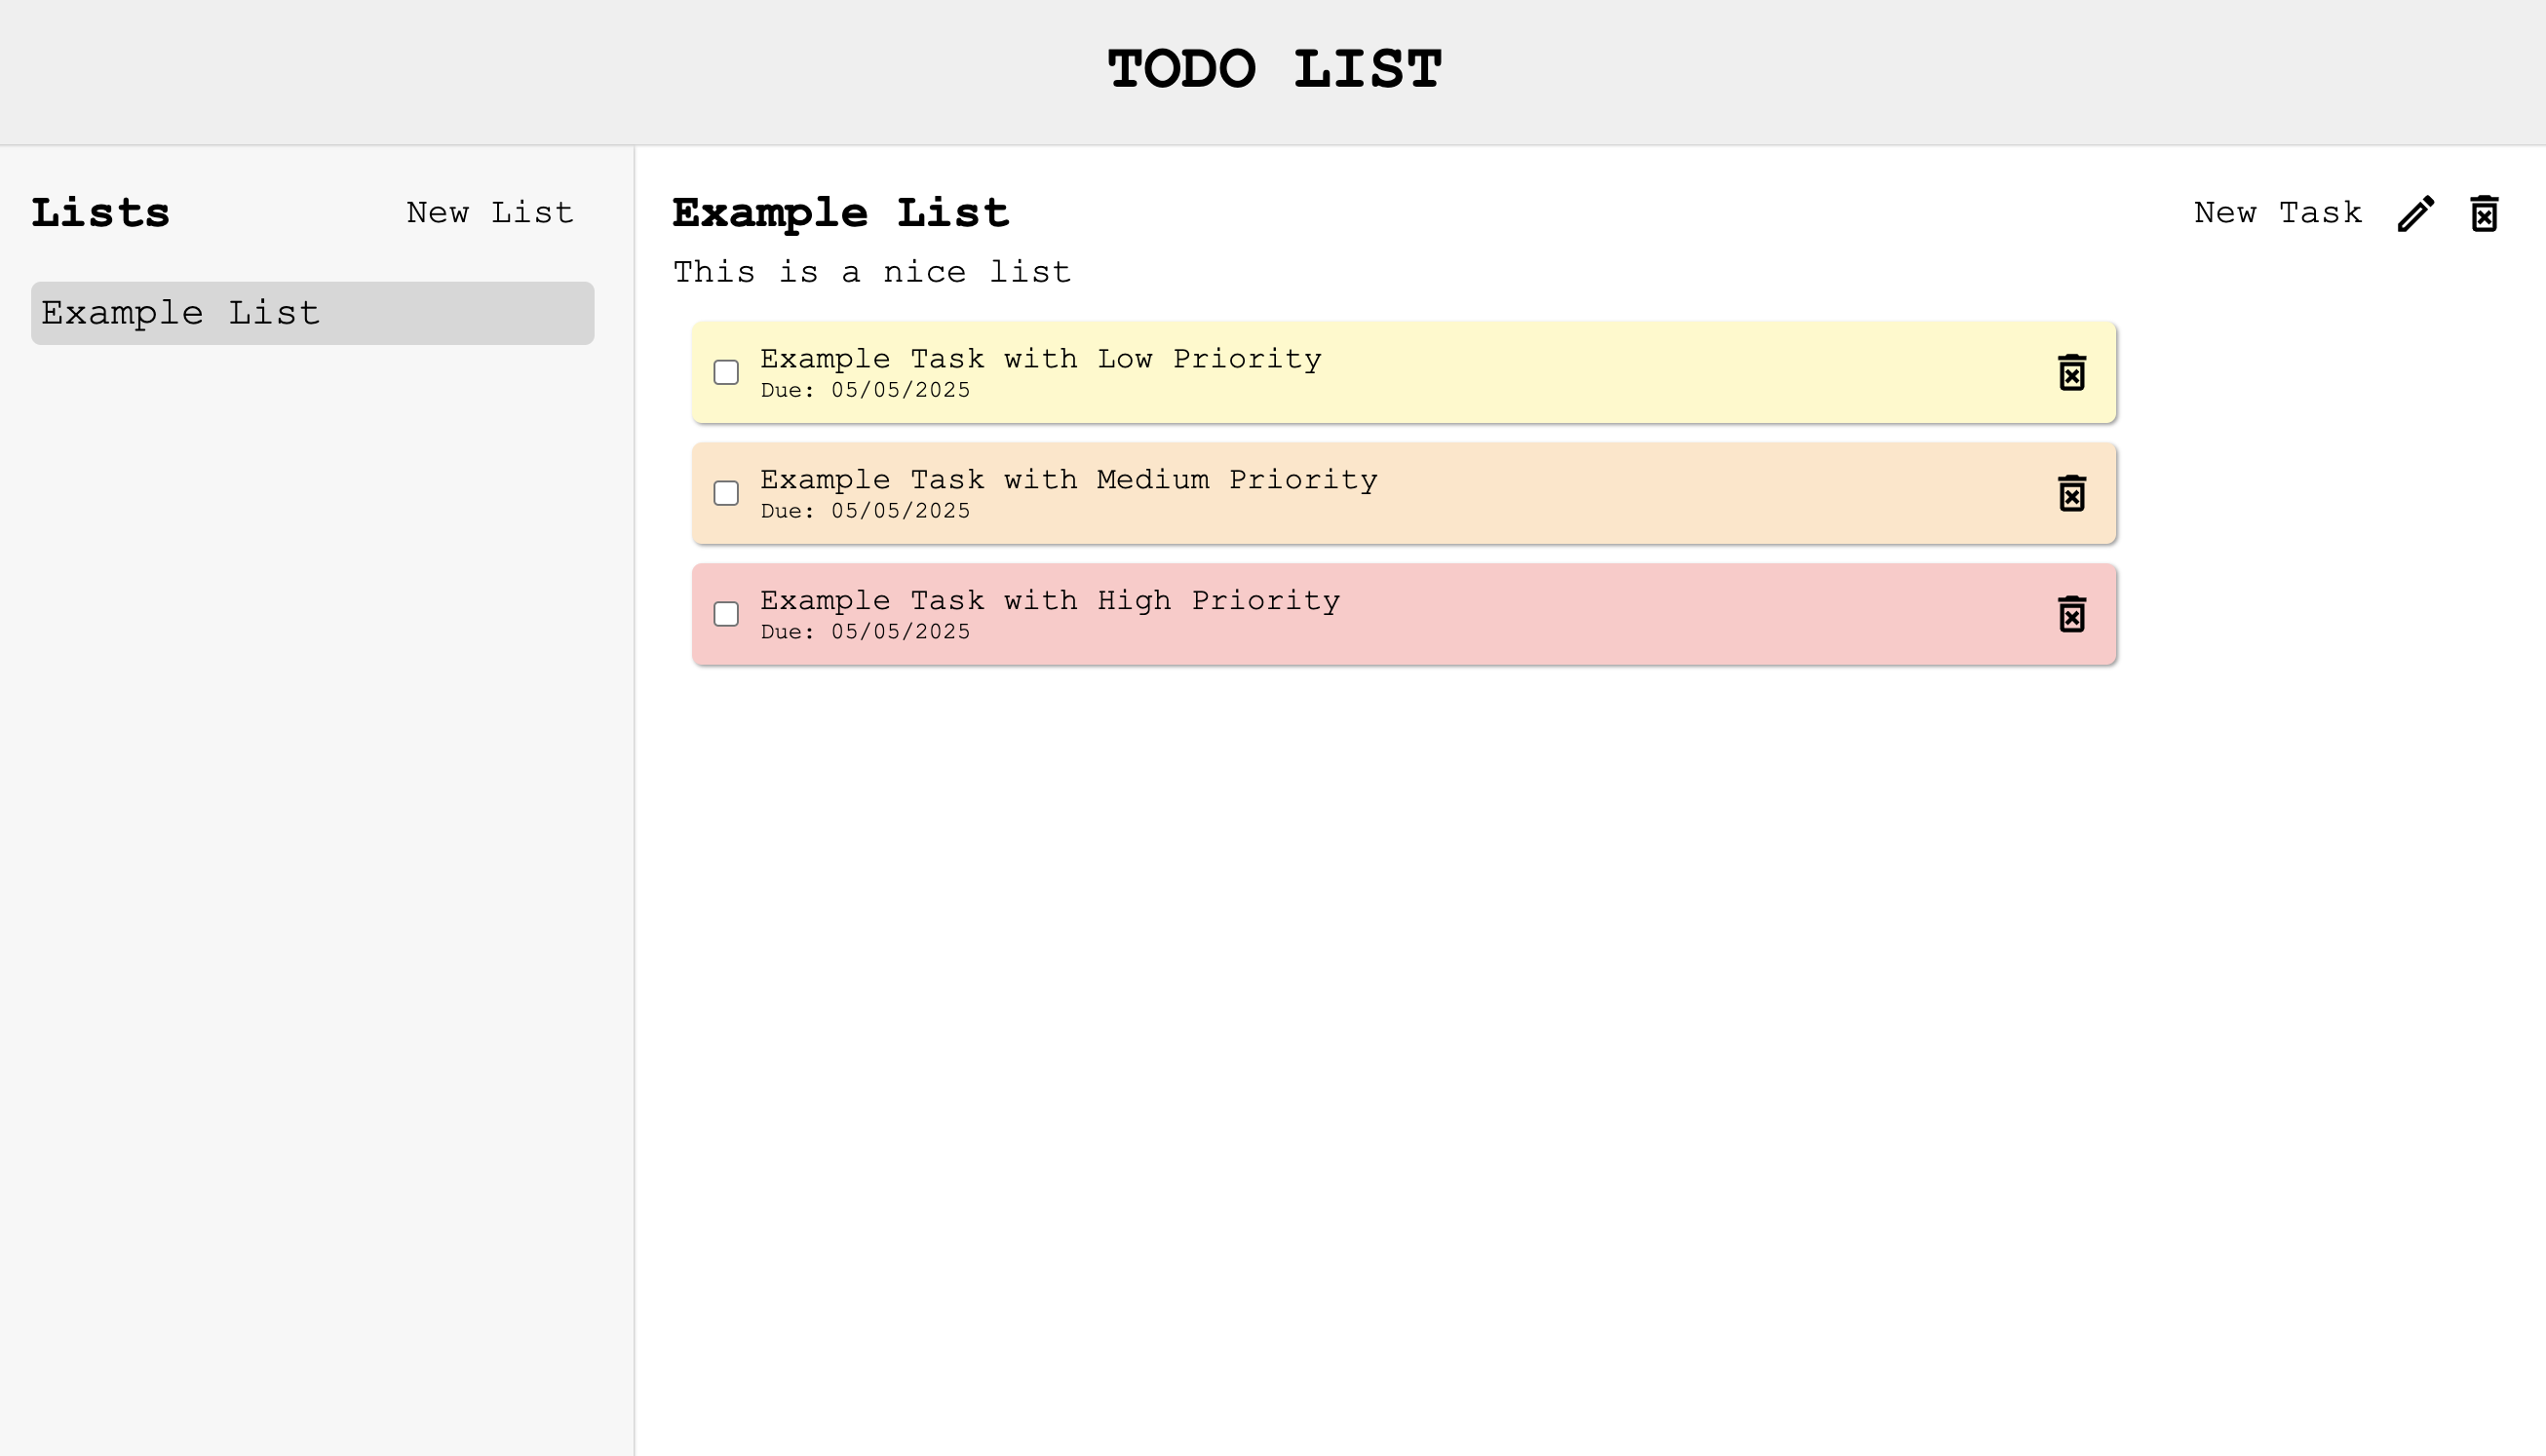 TODO LIST
Lists
New List
Example List
Example List
New Task
This is a nice list
Example Task with Low Priority
Due: 05/05/2025
Example Task with Medium Priority
Due: 05/05/2025
Example Task with High Priority
Due: 05/05/2025